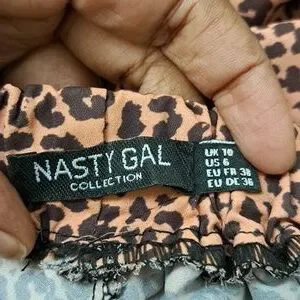 NASTY GAL
COLLECTION
UK 10
US 6
EU FR 38
EU DE 36